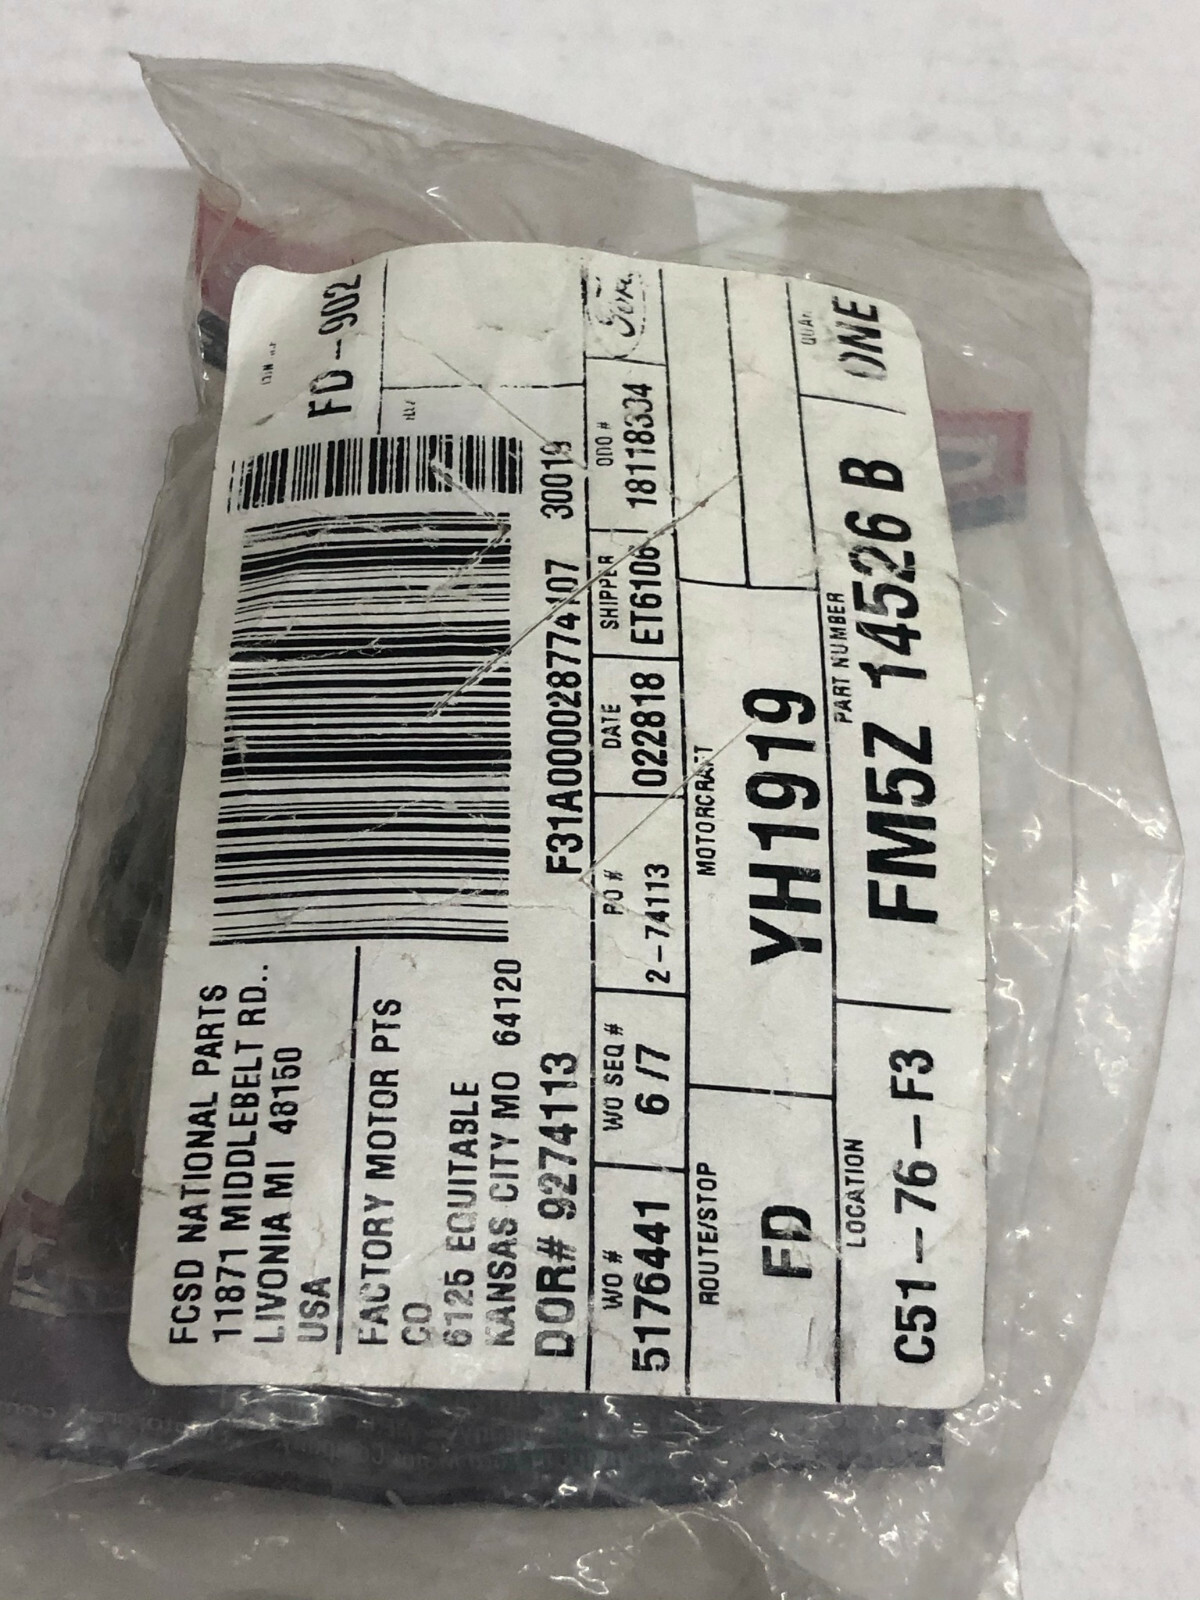 FCSD NATIONAL PARTS
11871 MIDDLEBELT RD..
LIVONIA MI 48150
USA
FD-902
FACTORY MOTOR PTS
CO
6125 EQUITABLE
KANSAS CITY MO 64120
DOR# 9274113
F31A000028774107 30019
WO # WO SEQ # PO # DATE SHIPPER ODO #
5176441 6/7 2-74113 022818 ET6106 18118334
Ford
ROUTE/STOP MOTORCRAFT
FD YH1919
LOCATION PART NUMBER
C51-76-F3 FM5Z 14526 B ONE